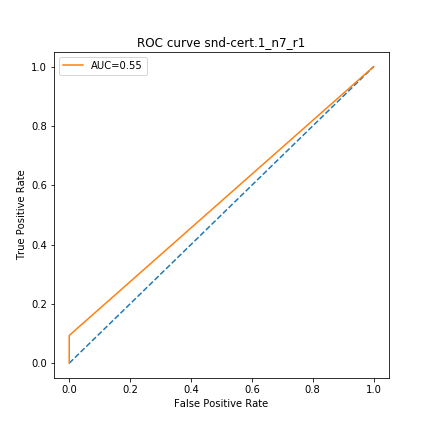 ROC curve snd-cert.1_n7_r1
AUC=0.55
True Positive Rate
1.0
0.8
0.6
0.4
0.2
0.0
0.0 0.2 0.4 0.6 0.8 1.0
False Positive Rate